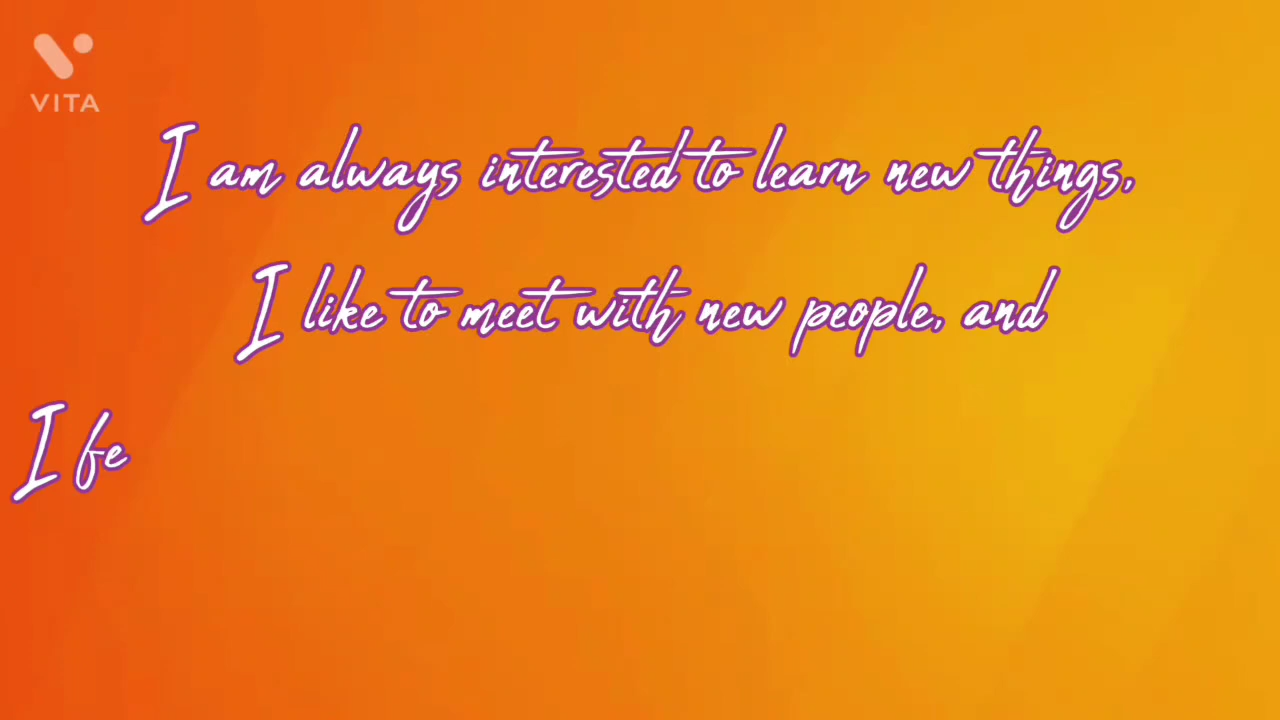 VITA
I am always interested to learn new things,
I like to meet with new people, and
I fe